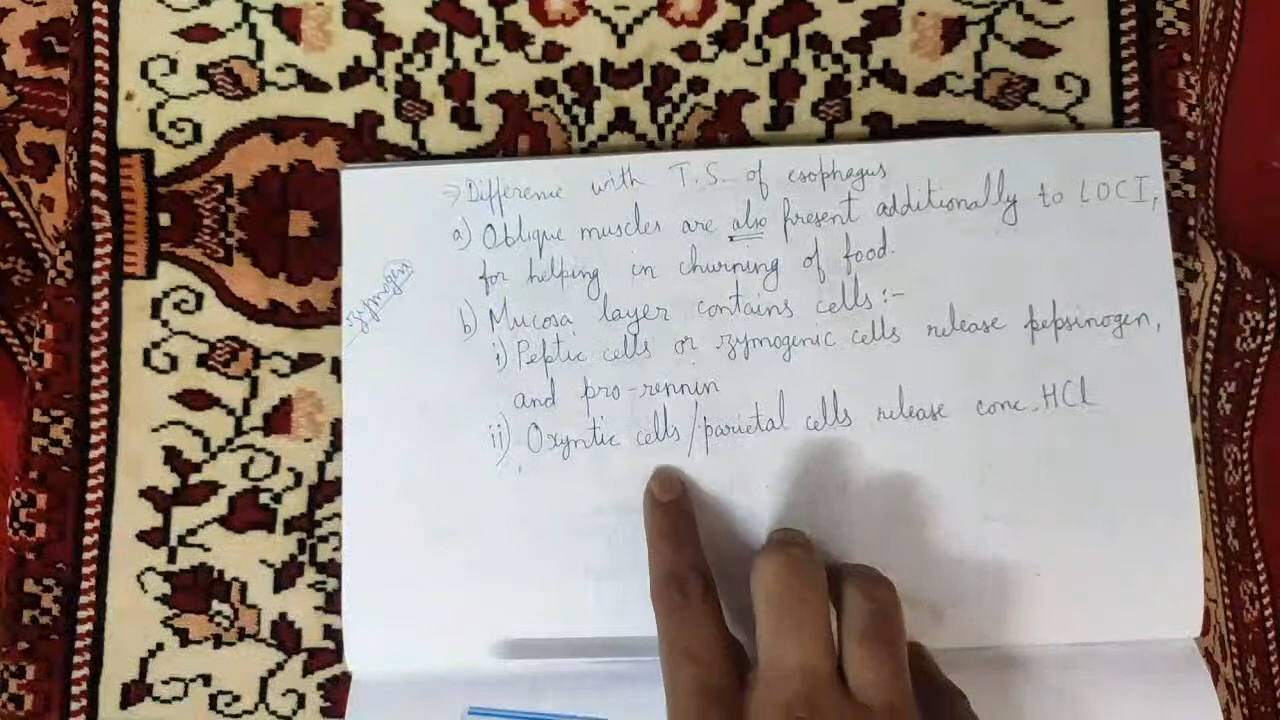 → Difference with T.S. of esophagus
a) Oblique muscles are also present additionally to LOCI,
for helping in churning of food.
zymogen
b) Mucosa layer contains cells:-
i) Peptic cells or zymogenic cells release pepsinogen,
and pro-rennin
ii) Oxyntic cells/parietal cells release conc. HCl